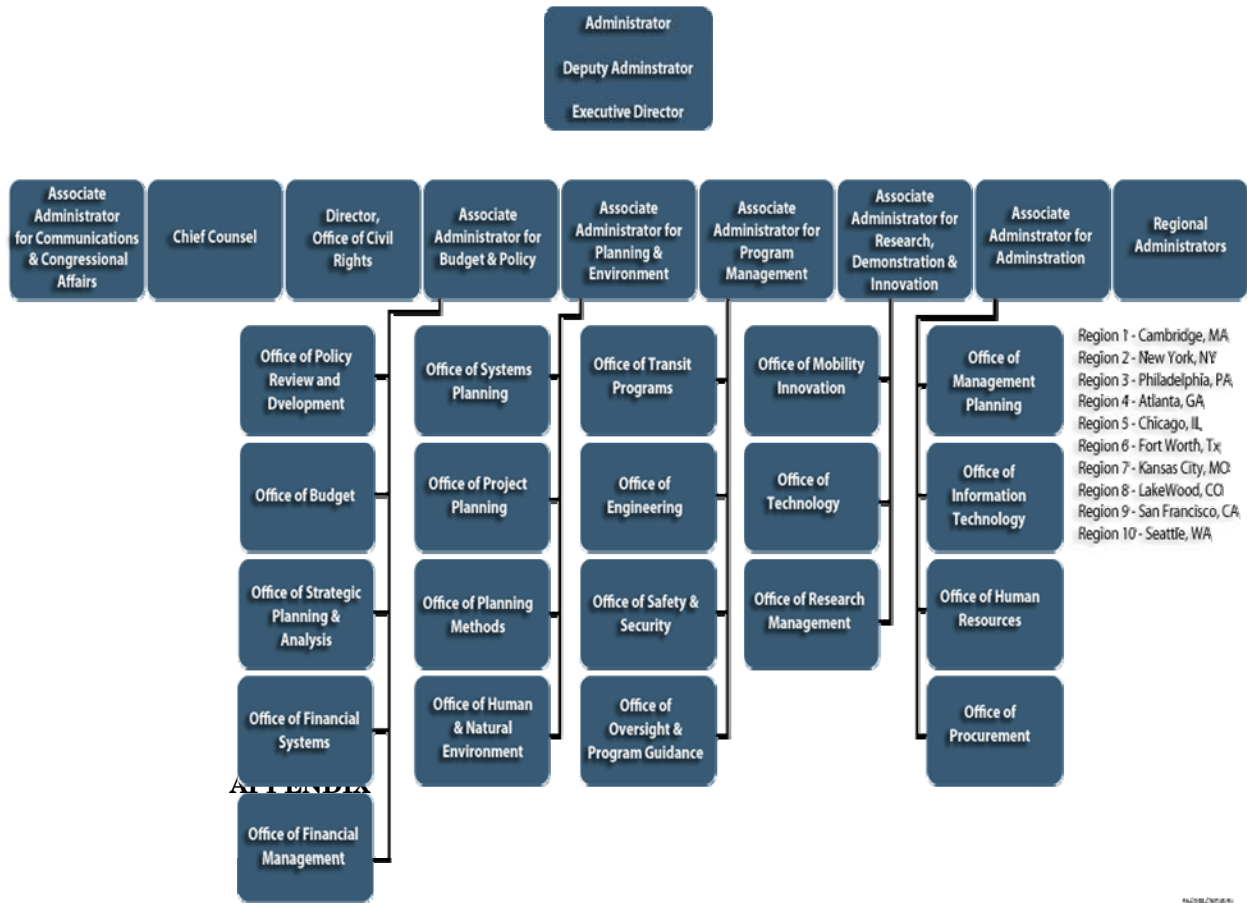 Administrator
Deputy Adminstrator
Executive Director
Associate
Administrator
for Communications
& Congressional
Affairs
Chief Counsel
Director,
Office of Civil
Rights
Associate
Administrator for
Budget & Policy
Associate
Administrator for
Planning &
Environment
Associate
Administrator for
Program
Management
Associate
Administrator for
Research,
Demonstration &
Innovation
Associate
Adminstrator for
Adminstration
Regional
Administrators
Office of Policy
Review and
Dvelopment
Office of Budget
Office of Strategic
Planning &
Analysis
Office of Financial
Systems
APPENDIX
Office of Financial
Management
Office of Systems
Planning
Office of Project
Planning
Office of Planning
Methods
Office of Human
& Natural
Environment
Office of Transit
Programs
Office of
Engineering
Office of Safety &
Security
Office of
Oversight &
Program Guidance
Office of Mobility
Innovation
Office of
Technology
Office of Research
Management
Office of
Management
Planning
Office of
Information
Technology
Office of Human
Resources
Office of
Procurement
Region 1 - Cambridge, MA
Region 2 - New York, NY
Region 3 - Philadelphia, PA
Region 4 - Atlanta, GA
Region 5 - Chicago, IL
Region 6 - Fort Worth, Tx
Region 7 - Kansas City, MO
Region 8 - LakeWood, CO
Region 9 - San Francisco, CA
Region 10 - Seattle, WA